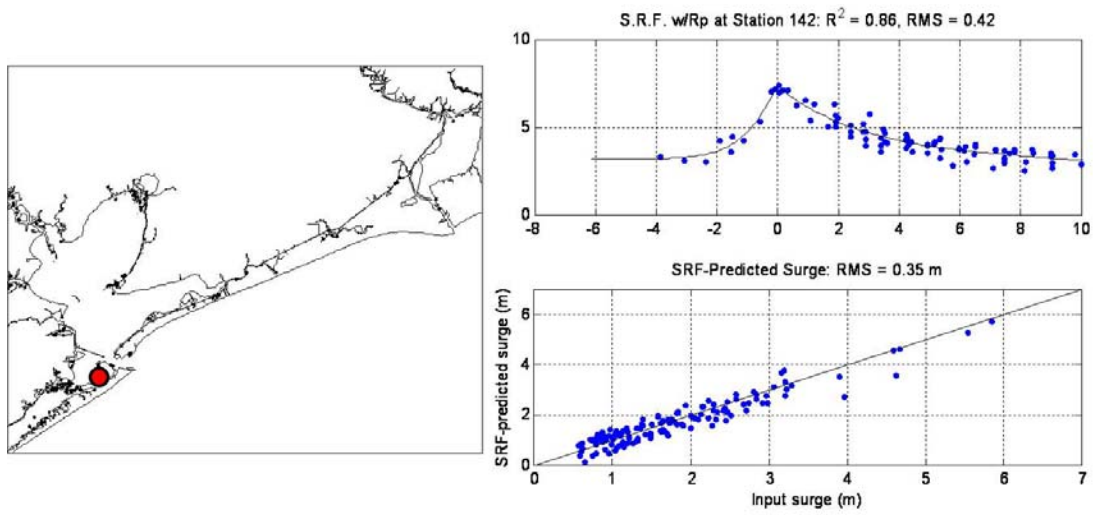 S.R.F. w/Rp at Station 142: R² = 0.86, RMS = 0.42
10
5
0
-8 -6 -4 -2 0 2 4 6 8 10
SRF-Predicted Surge: RMS = 0.35 m
SRF-predicted surge (m)
6
4
2
0
0 1 2 3 4 5 6 7
Input surge (m)